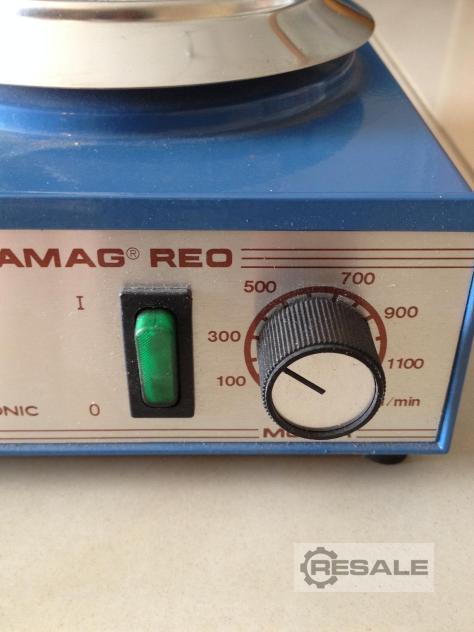 AMAG® REO
I
500
700
300
900
100
1100
/min
ONIC
0
RESALE